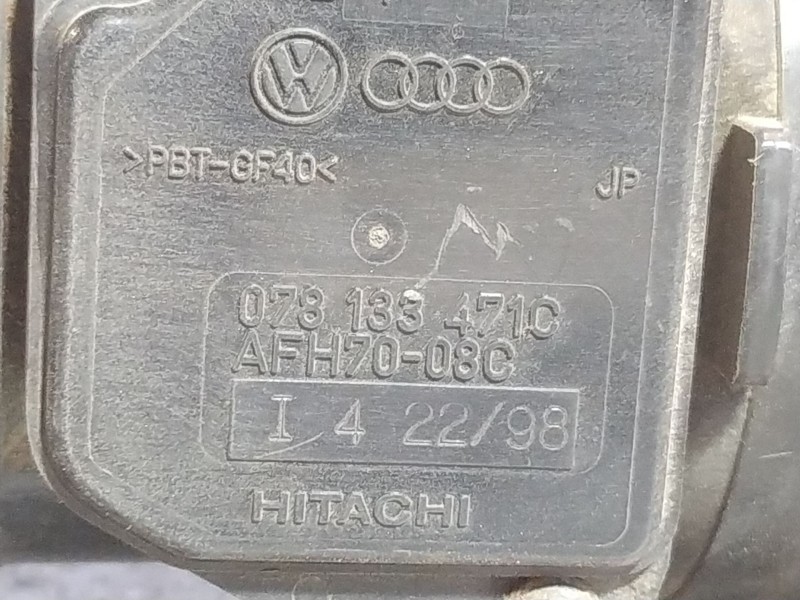 >PBT-GF40<
JP
078 133 471C
AFH70-08C
I 4 22/98
HITACHI